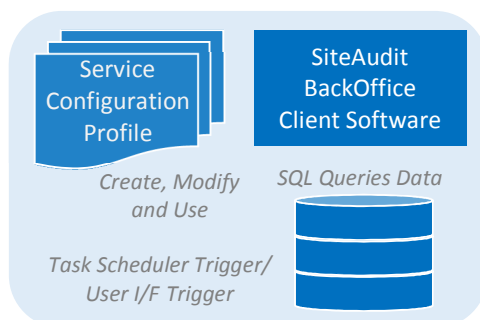 Service
Configuration
Profile
SiteAudit
BackOffice
Client Software
Create, Modify
and Use
SQL Queries Data
Task Scheduler Trigger/
User I/F Trigger